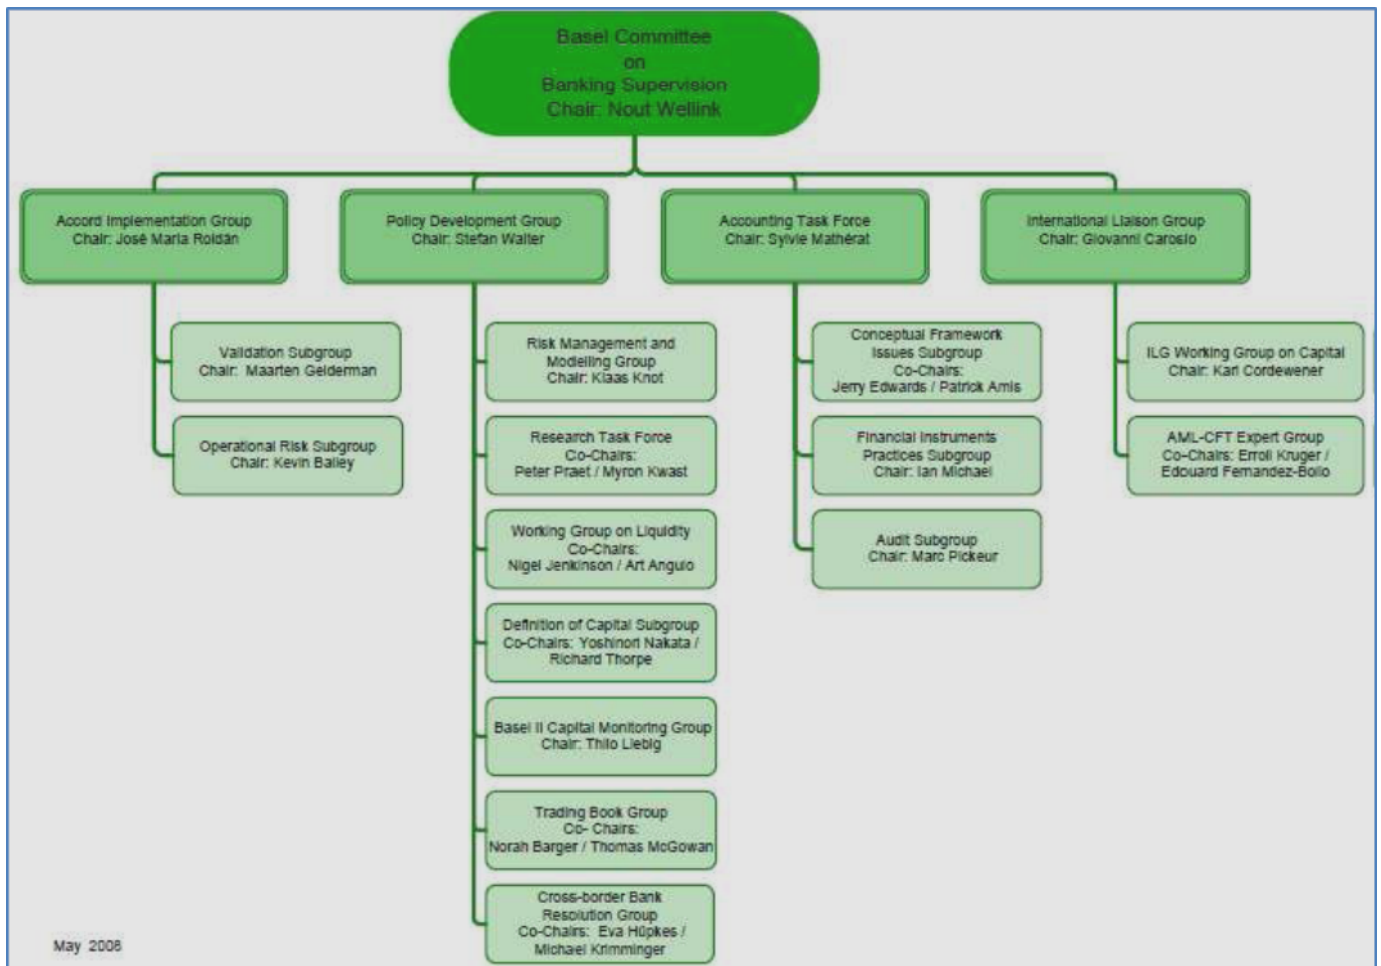 Basel Committee
on
Banking Supervision
Chair: Nout Wellink
Accord Implementation Group
Chair: José María Roldán
Policy Development Group
Chair: Stefan Walter
Accounting Task Force
Chair: Sylvie Mathérat
International Liaison Group
Chair: Giovanni Carosio
Validation Subgroup
Chair: Maarten Gelderman
Operational Risk Subgroup
Chair: Kevin Bailey
Risk Management and
Modelling Group
Chair: Klaas Knot
Research Task Force
Co-Chairs:
Peter Praet / Myron Kwast
Working Group on Liquidity
Co-Chairs:
Nigel Jenkinson / Art Angulo
Definition of Capital Subgroup
Co-Chairs: Yoshinori Nakata /
Richard Thorpe
Basel II Capital Monitoring Group
Chair: Thilo Liebig
Trading Book Group
Co- Chairs:
Norah Barger / Thomas McGowan
Cross-border Bank
Resolution Group
Co-Chairs: Eva Hüpkes /
Michael Krimminger
Conceptual Framework
Issues Subgroup
Co-Chairs:
Jerry Edwards / Patrick Amis
Financial Instruments
Practices Subgroup
Chair: Ian Michael
Audit Subgroup
Chair: Marc Pickeur
ILG Working Group on Capital
Chair: Karl Cordewener
AML-CFT Expert Group
Co-Chairs: Errol Kruger /
Edouard Fernandez-Bollo
May 2008